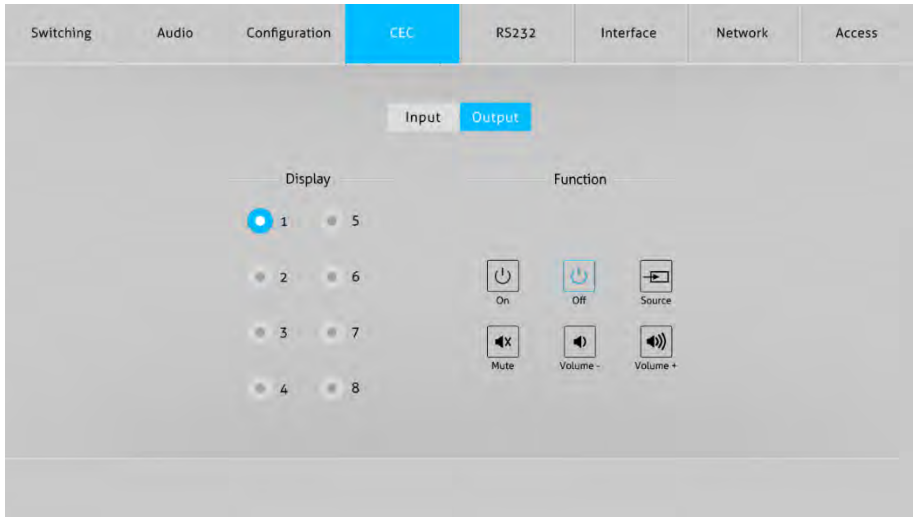 Switching Audio Configuration CEC RS232 Interface Network Access
Input Output
Display
Function
1 5
2 6
3 7
4 8
On Off Source
Mute Volume - Volume +